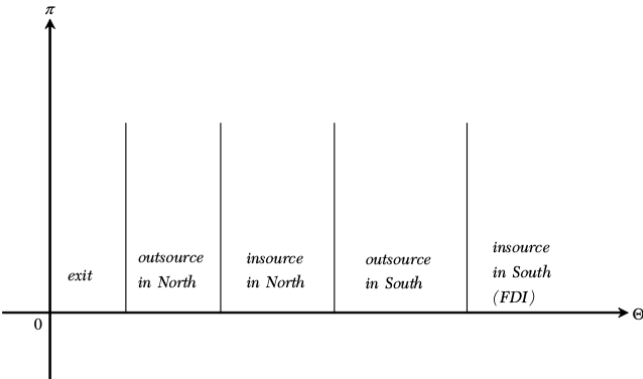 π
exit
outsource
in North
insource
in North
outsource
in South
insource
in South
(FDI)
0
Θ